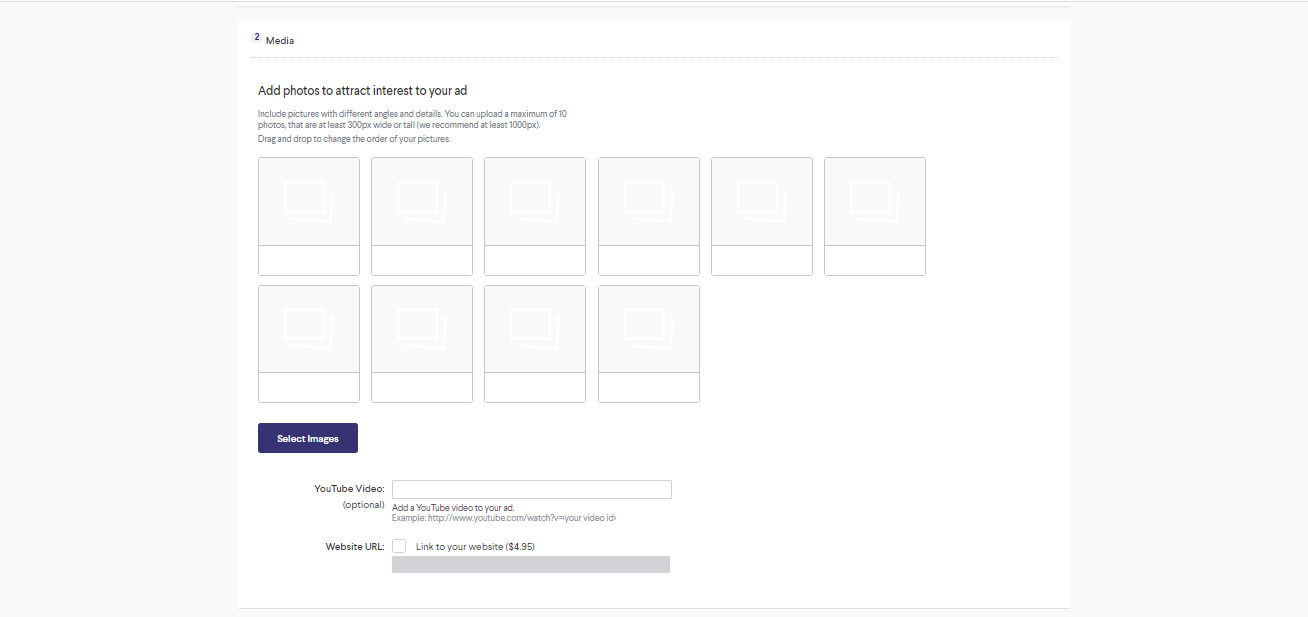 2 Media
Add photos to attract interest to your ad
Include pictures with different angles and details. You can upload a maximum of 10
photos, that are at least 300px wide or tall (we recommend at least 1000px).
Drag and drop to change the order of your pictures.
Select Images
YouTube Video:
(optional)
Add a YouTube video to your ad.
Example: http://www.youtube.com/watch?v=<your video id>
Website URL:
Link to your website ($4.95)